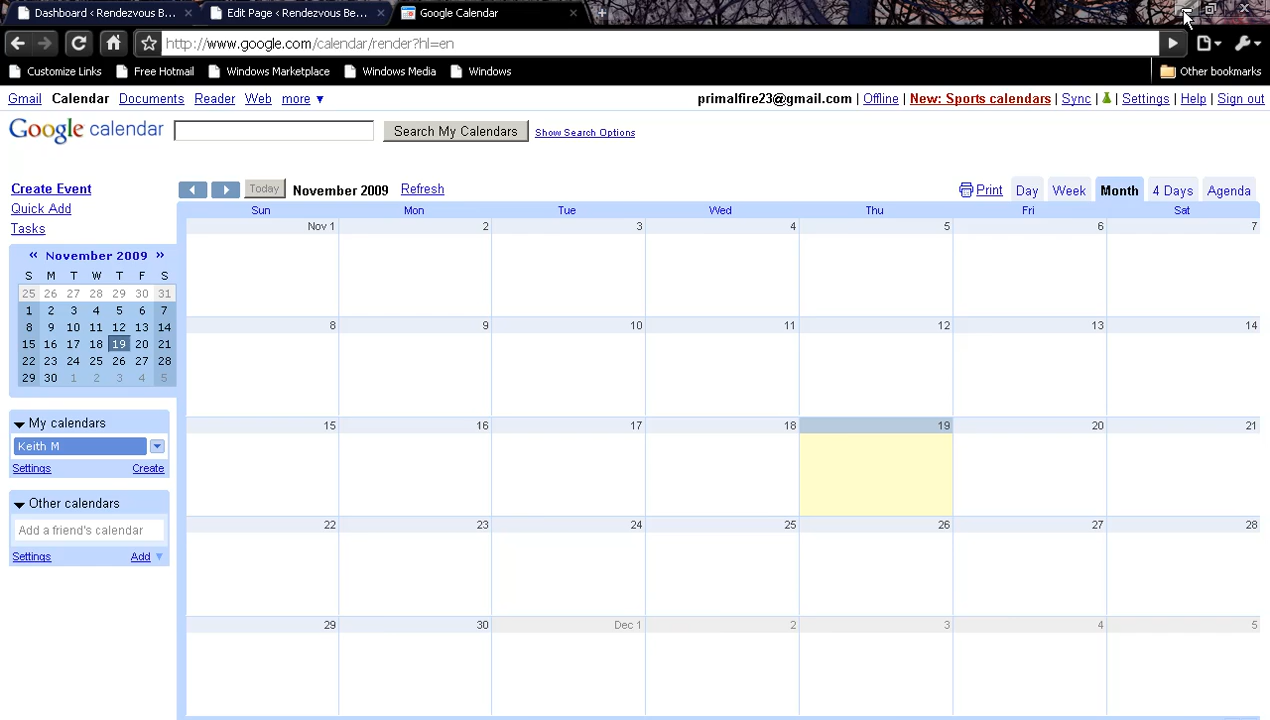 Dashboard ‹ Rendezvous B...
Edit Page ‹ Rendezvous Be...
Google Calendar
http://www.google.com/calendar/render?hl=en
Customize Links
Free Hotmail
Windows Marketplace
Windows Media
Windows
Other bookmarks
Gmail Calendar Documents Reader Web more ▼
primalfire23@gmail.com | Offline | New: Sports calendars | Sync | Settings | Help | Sign out
Google calendar
Search My Calendars
Show Search Options
Create Event
Quick Add
Tasks
Today
November 2009
Refresh
Print
Day
Week
Month
4 Days
Agenda
« November 2009 »
S M T W T F S
25 26 27 28 29 30 31
1 2 3 4 5 6 7
8 9 10 11 12 13 14
15 16 17 18 19 20 21
22 23 24 25 26 27 28
29 30 1 2 3 4 5
My calendars
Keith M
Settings Create
Other calendars
Add a friend's calendar
Settings Add
Sun Mon Tue Wed Thu Fri Sat
Nov 1 2 3 4 5 6 7
8 9 10 11 12 13 14
15 16 17 18 19 20 21
22 23 24 25 26 27 28
29 30 Dec 1 2 3 4 5